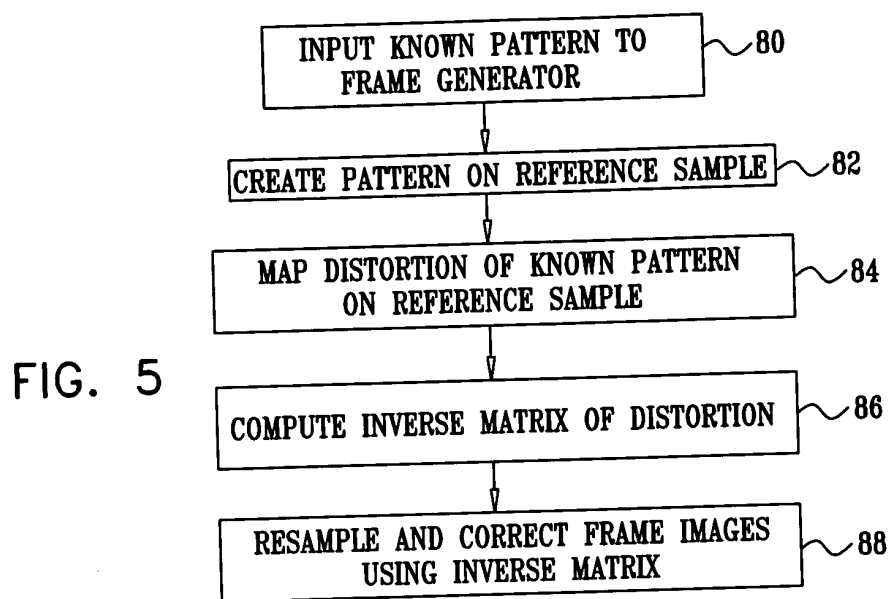 INPUT KNOWN PATTERN TO
FRAME GENERATOR
80
CREATE PATTERN ON REFERENCE SAMPLE
82
MAP DISTORTION OF KNOWN PATTERN
ON REFERENCE SAMPLE
84
FIG. 5
COMPUTE INVERSE MATRIX OF DISTORTION
86
RESAMPLE AND CORRECT FRAME IMAGES
USING INVERSE MATRIX
88